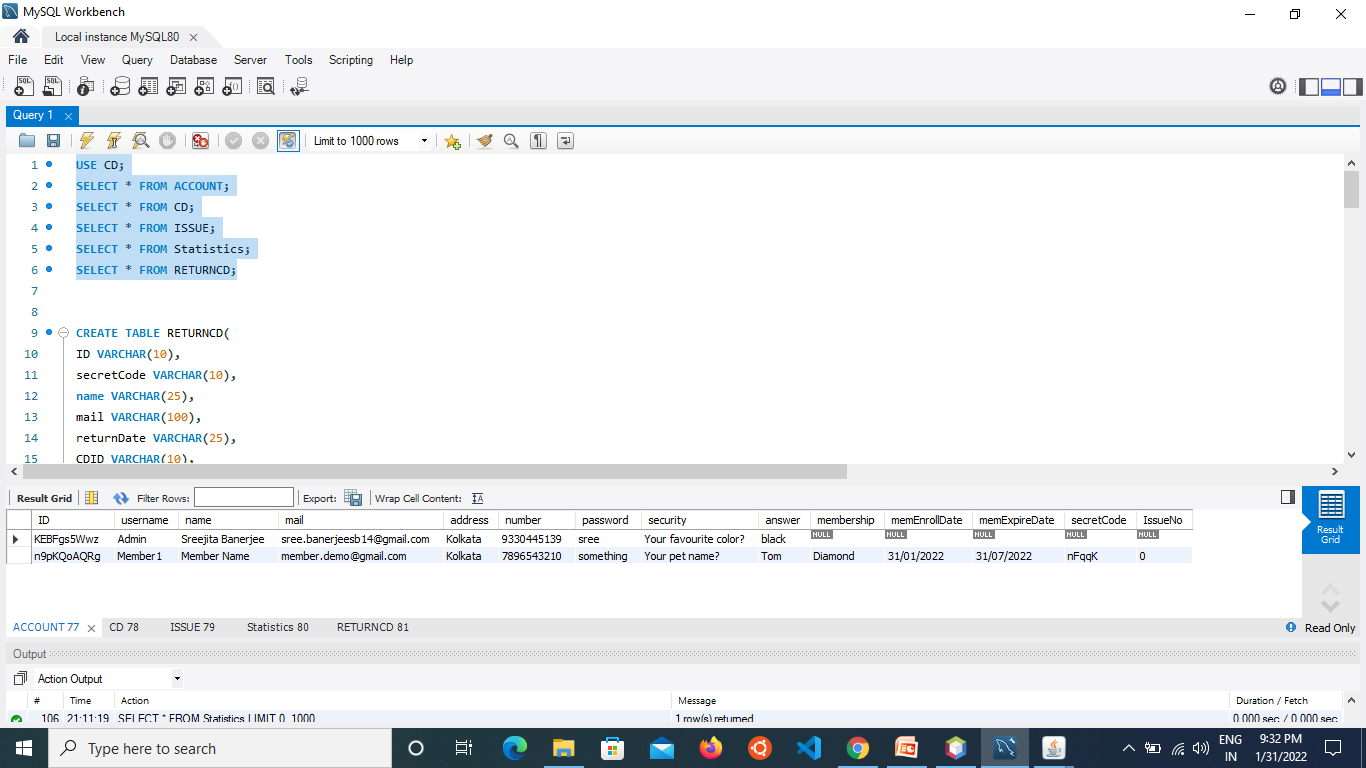 MySQL Workbench
Local instance MySQL80
File Edit View Query Database Server Tools Scripting Help
Query 1
Limit to 1000 rows
1 USE CD;
2 SELECT * FROM ACCOUNT;
3 SELECT * FROM CD;
4 SELECT * FROM ISSUE;
5 SELECT * FROM Statistics;
6 SELECT * FROM RETURNCD;
7
8
9 CREATE TABLE RETURNCD(
10 ID VARCHAR(10),
11 secretCode VARCHAR(10),
12 name VARCHAR(25),
13 mail VARCHAR(100),
14 returnDate VARCHAR(25),
15 CDID VARCHAR(10),
Result Grid Filter Rows: Export: Wrap Cell Content:
Result Grid
ID username name mail address number password security answer membership memEnrollDate memExpireDate secretCode IssueNo
KEBFgs5Wwz Admin Sreejita Banerjee sree.banerjeesb14@gmail.com Kolkata 9330445139 sree Your favourite color? black NULL NULL NULL NULL NULL
n9pKQoAQRg Member1 Member Name member.demo@gmail.com Kolkata 7896543210 something Your pet name? Tom Diamond 31/01/2022 31/07/2022 nFqqK 0
ACCOUNT 77 CD 78 ISSUE 79 Statistics 80 RETURNCD 81 Read Only
Output
Action Output
# Time Action Message Duration / Fetch
106 21:11:19 SELECT * FROM Statistics LIMIT 0, 1000 1 row(s) returned 0.000 sec / 0.000 sec
Type here to search
ENG
IN
9:32 PM
1/31/2022